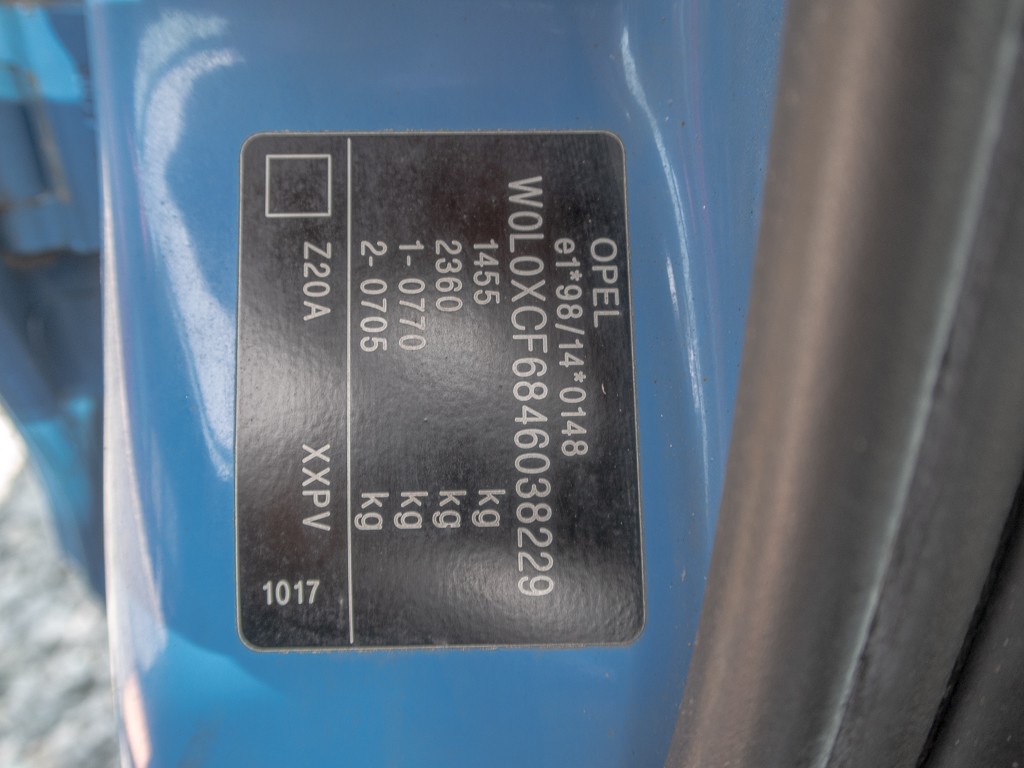 OPEL
e1*98/14*0148
W0L0XCF6846038229
1455 kg
2360 kg
1- 0770 kg
2- 0705 kg
Z20A XXPV
1017